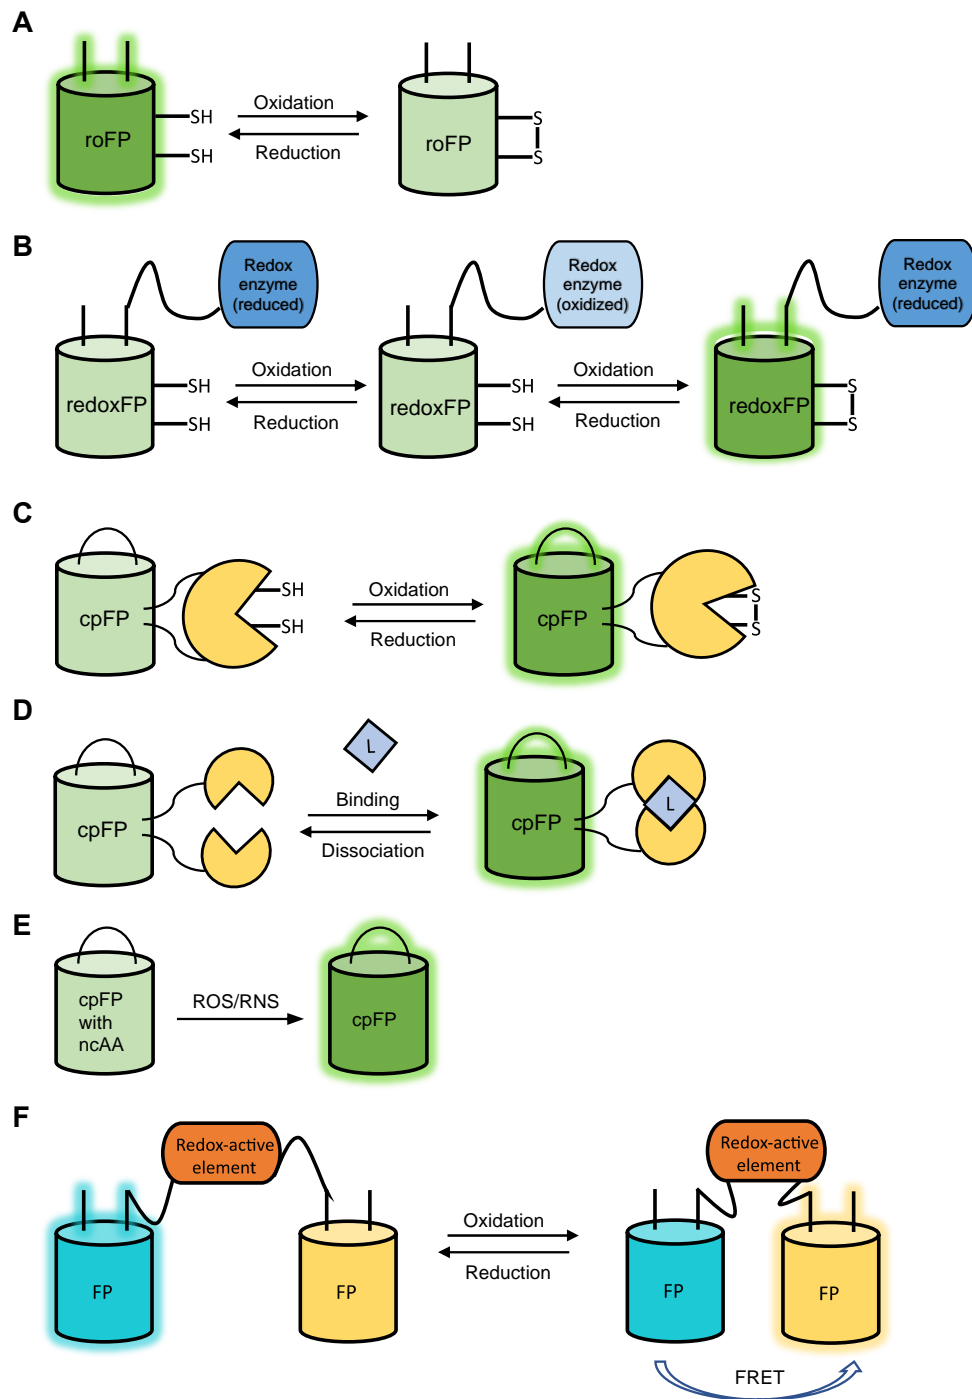 A
roFP
SH
SH
Oxidation
Reduction
roFP
S
S
B
Redox
enzyme
(reduced)
redoxFP
SH
SH
Oxidation
Reduction
Redox
enzyme
(oxidized)
redoxFP
SH
SH
Oxidation
Reduction
Redox
enzyme
(reduced)
redoxFP
S
S
C
cpFP
SH
SH
Oxidation
Reduction
cpFP
S
S
D
cpFP
L
Binding
Dissociation
cpFP
L
E
cpFP
with
ncAA
ROS/RNS
cpFP
F
Redox-active
element
FP
FP
Oxidation
Reduction
Redox-active
element
FP
FP
FRET